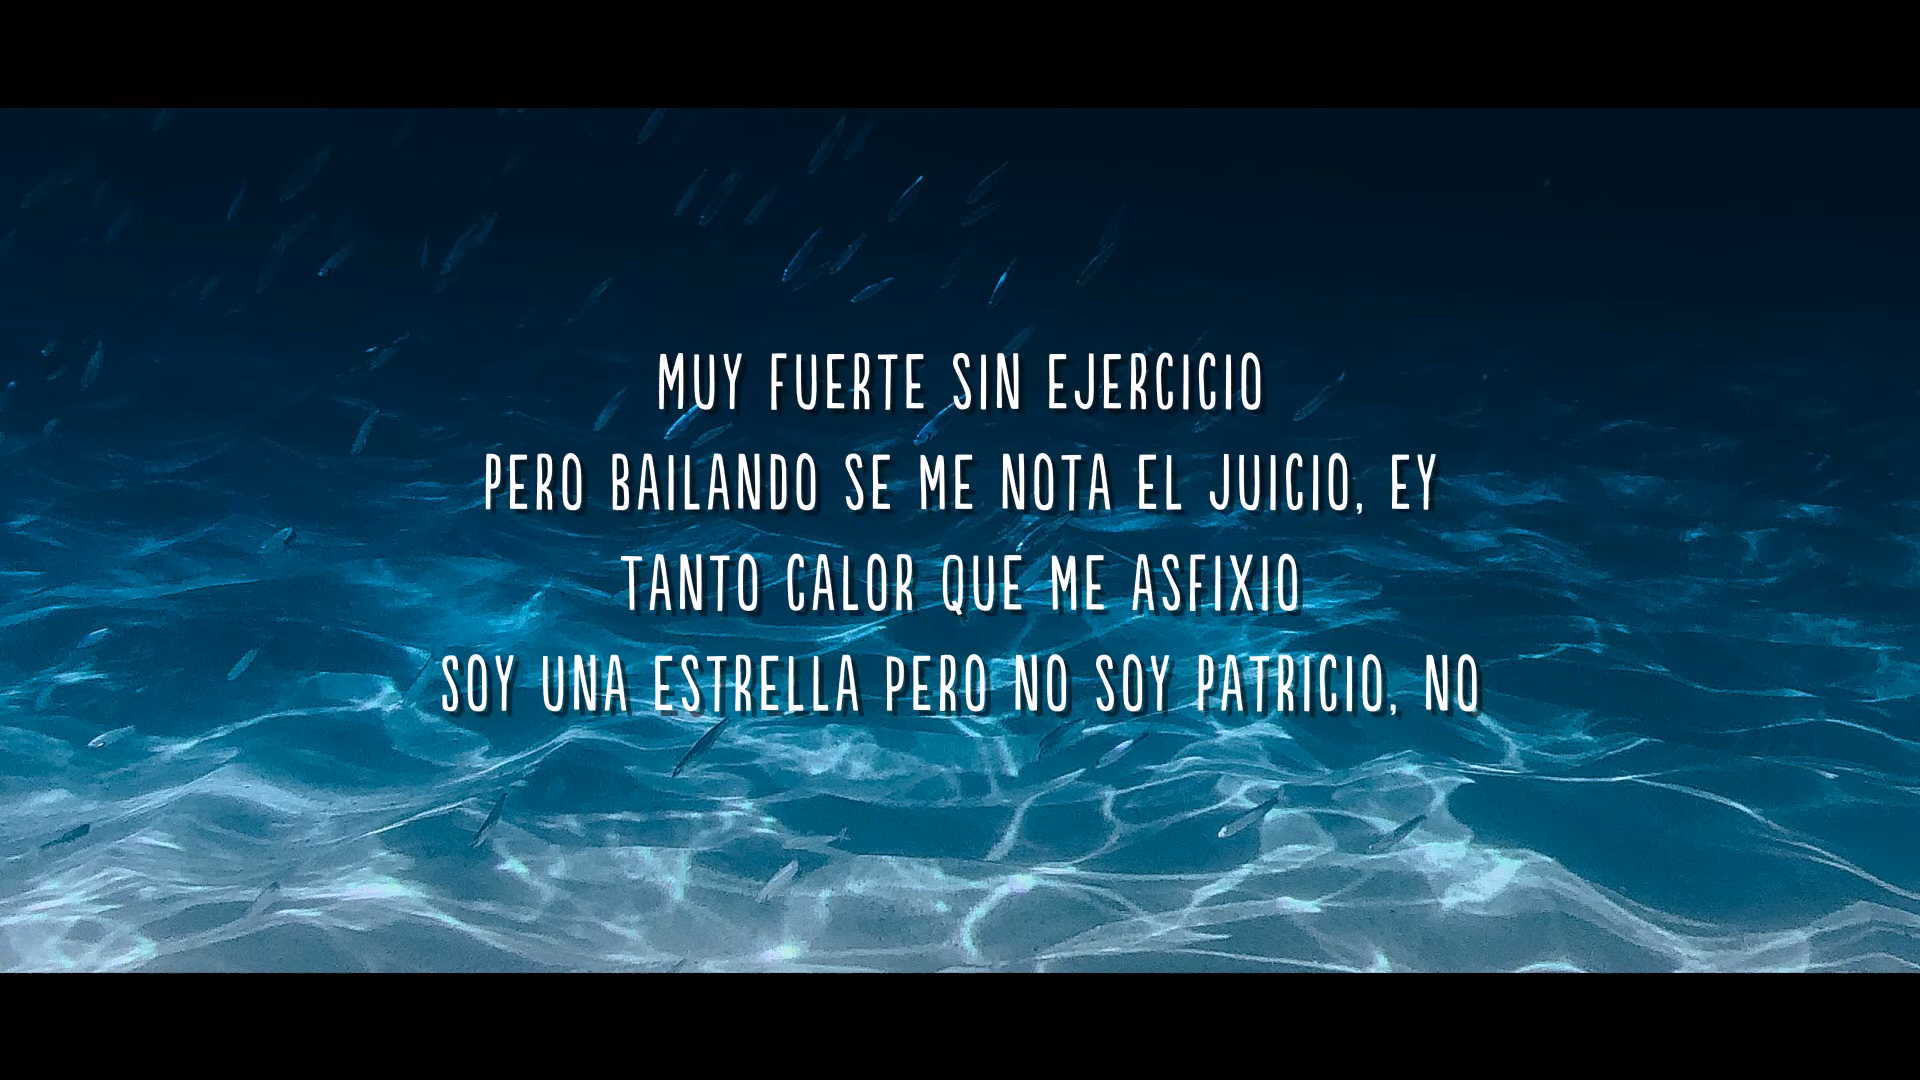 MUY FUERTE SIN EJERCICIO
PERO BAILANDO SE ME NOTA EL JUICIO, EY
TANTO CALOR QUE ME ASFIXIO
SOY UNA ESTRELLA PERO NO SOY PATRICIO, NO